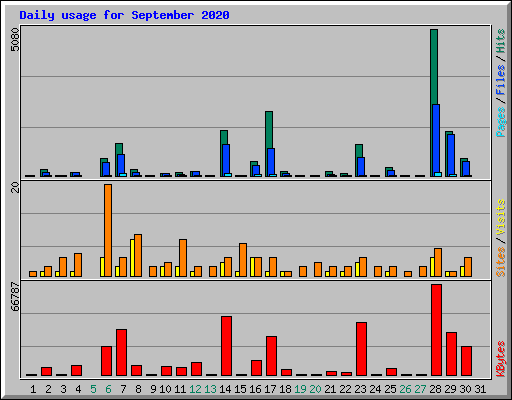 Daily usage for September 2020
5080
Pages / Files / Hits
20
Sites / Visits
66787
KBytes
1 2 3 4 5 6 7 8 9 10 11 12 13 14 15 16 17 18 19 20 21 22 23 24 25 26 27 28 29 30 31